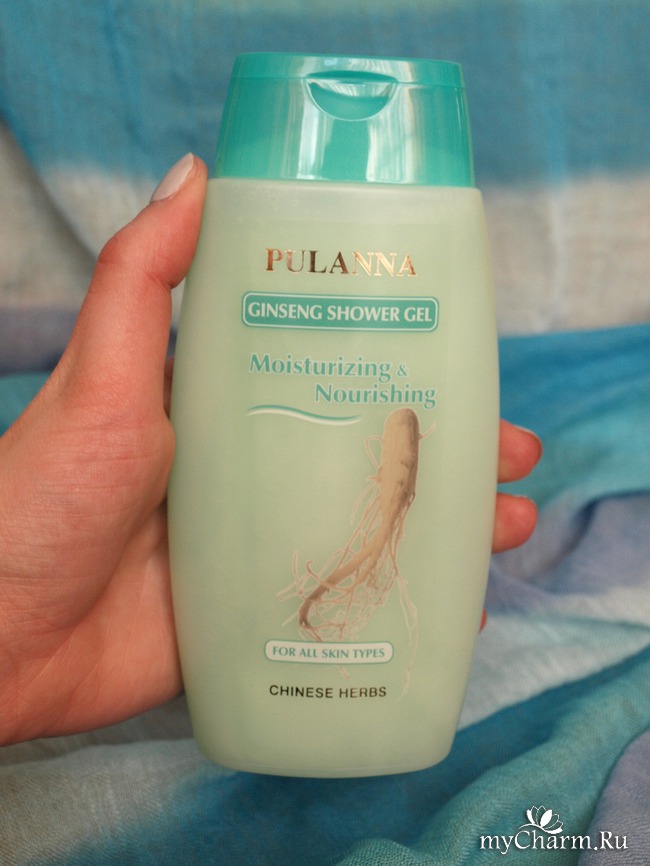 PULANNA
GINSENG SHOWER GEL
Moisturizing &
Nourishing
FOR ALL SKIN TYPES
CHINESE HERBS
myCharm.Ru